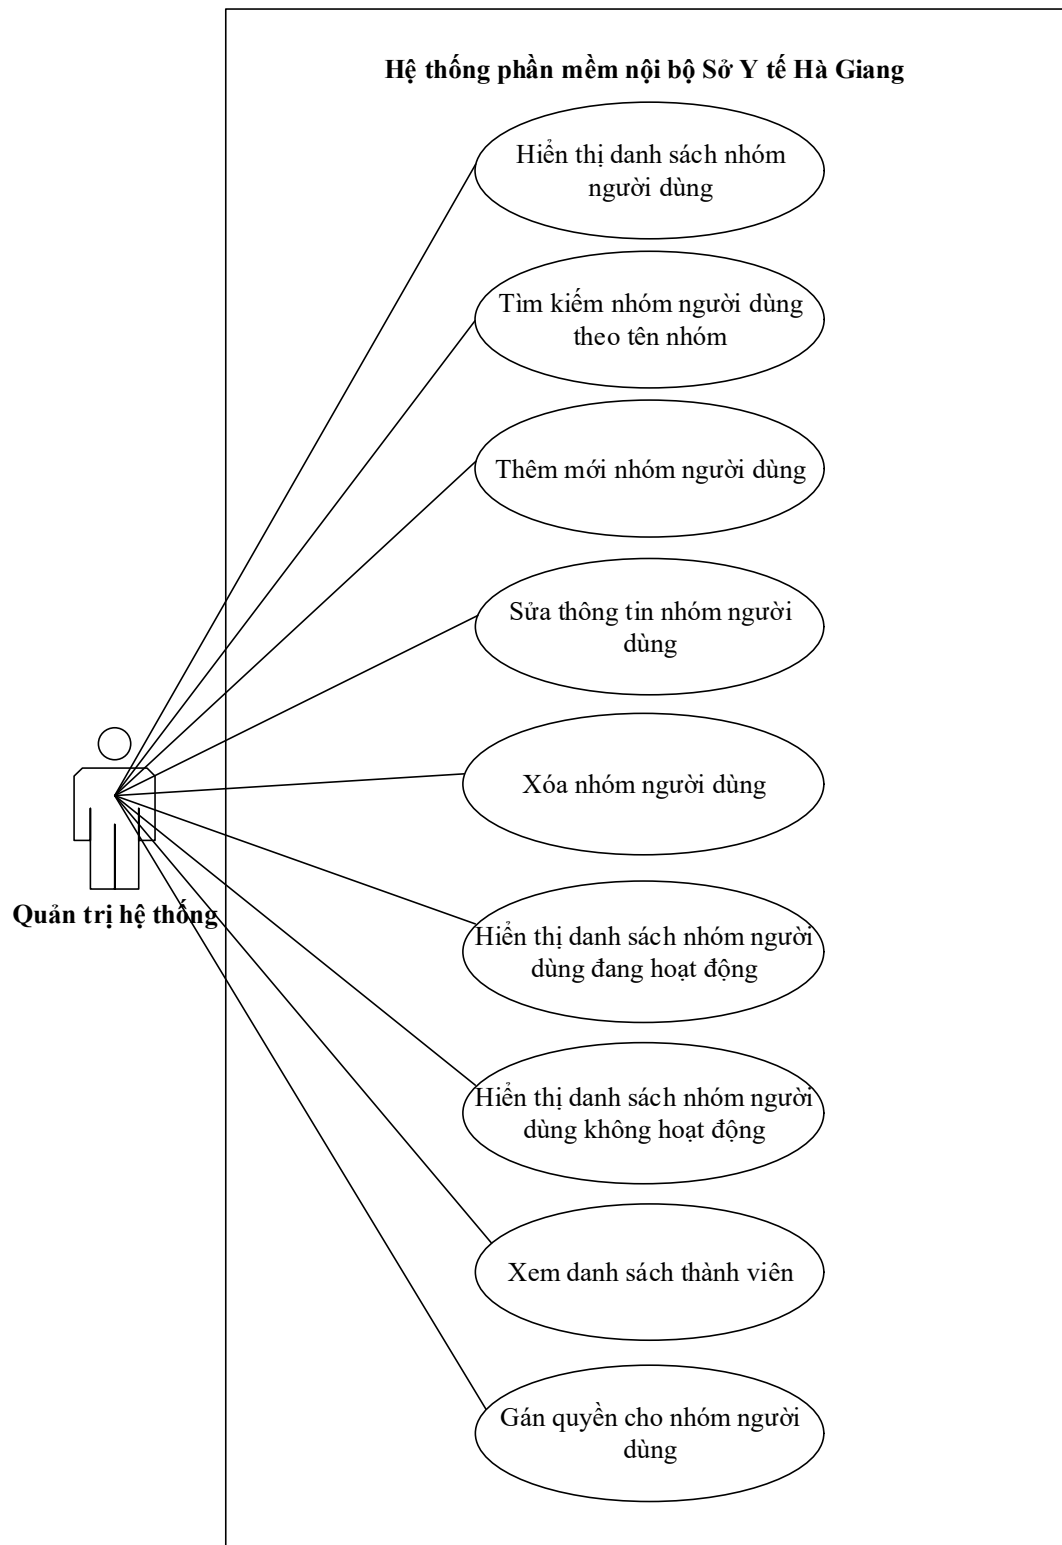 Hệ thống phần mềm nội bộ Sở Y tế Hà Giang
Hiển thị danh sách nhóm
người dùng
Tìm kiếm nhóm người dùng
theo tên nhóm
Thêm mới nhóm người dùng
Sửa thông tin nhóm người
dùng
Xóa nhóm người dùng
Quản trị hệ thống
Hiển thị danh sách nhóm người
dùng đang hoạt động
Hiển thị danh sách nhóm người
dùng không hoạt động
Xem danh sách thành viên
Gán quyền cho nhóm người
dùng